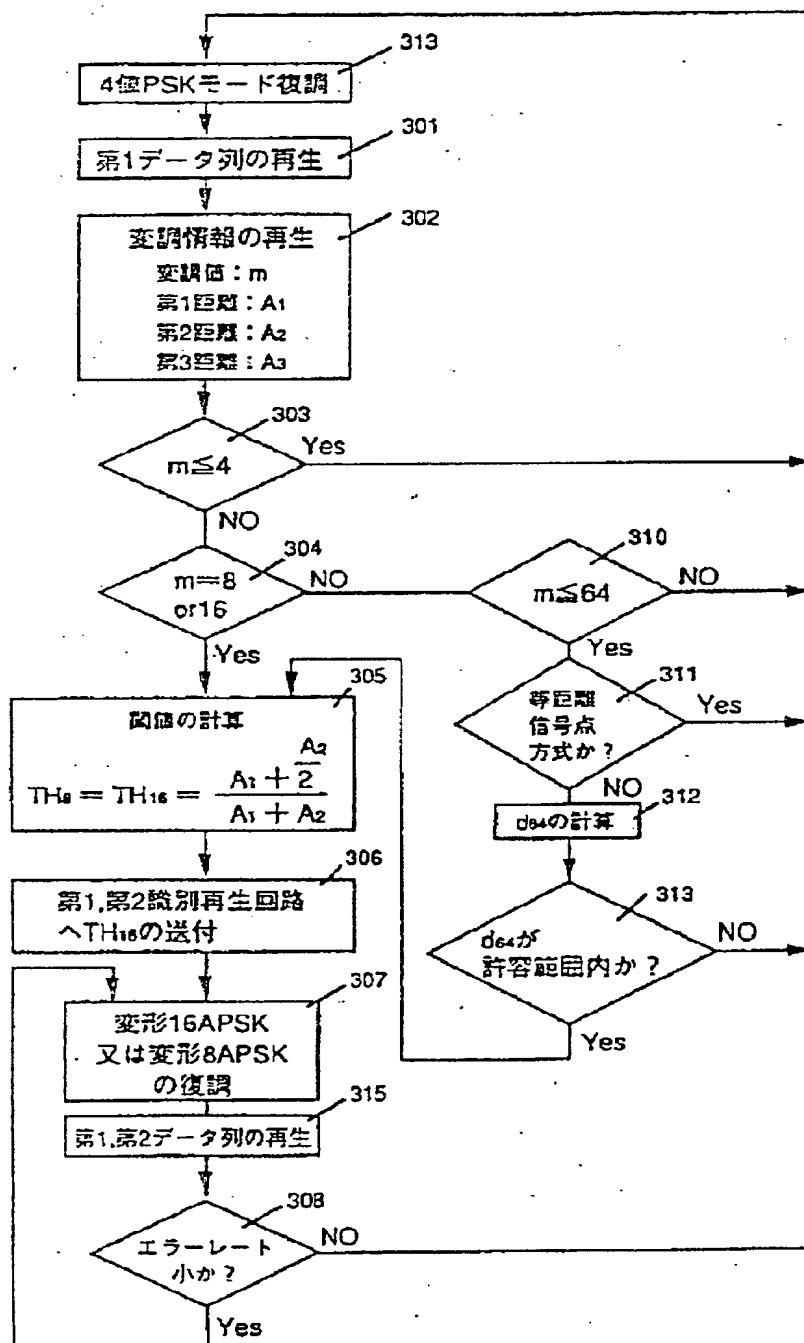 313
4値PSKモード復調
301
第1データ列の再生
302
変調情報の再生
変調値：m
第1距離：A1
第2距離：A2
第3距離：A3
303
m≦4
Yes
NO
304
m=8
or16
NO
Yes
310
m≦64
NO
Yes
311
等距離
信号点
方式か？
Yes
NO
312
d64の計算
313
d64が
許容範囲内か？
NO
Yes
305
閾値の計算
TH8 = TH16 = (A1 + A2/2) / (A1 + A2)
306
第1,第2識別再生回路
へTH16の送付
307
変形16APSK
又は変形8APSK
の復調
315
第1,第2データ列の再生
308
エラーレート
小か？
NO
Yes